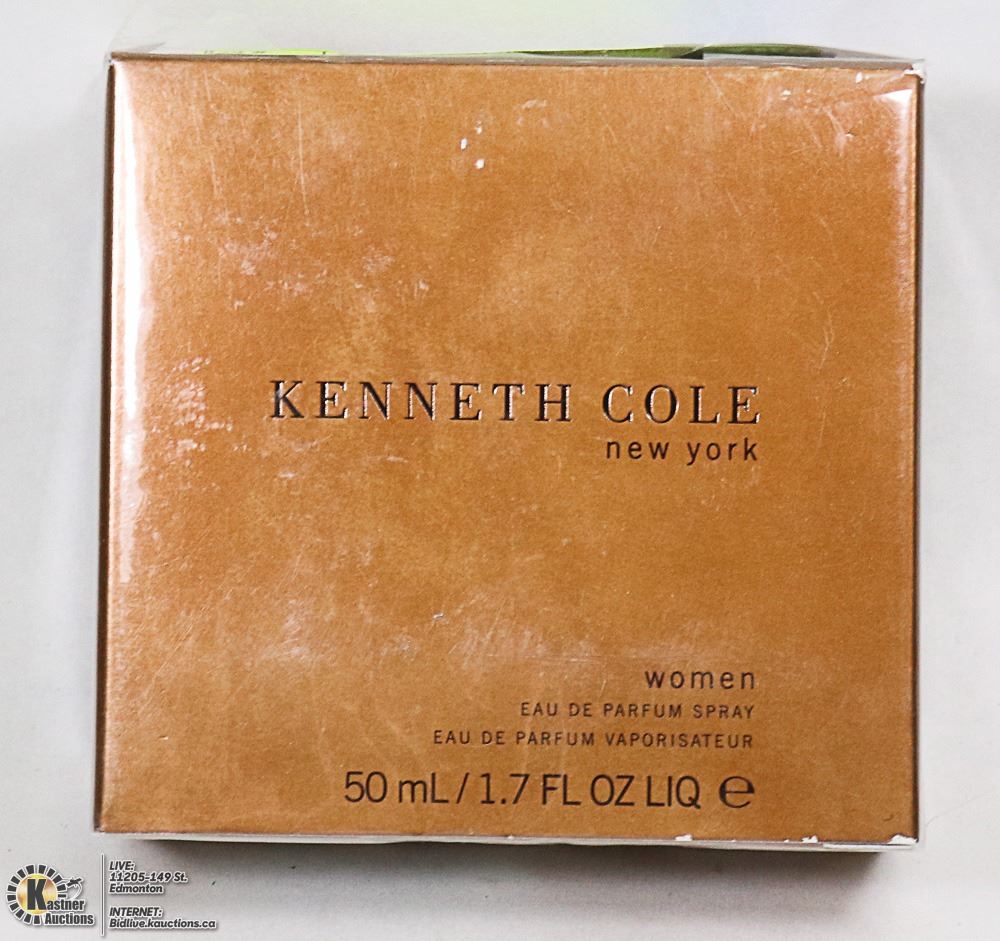 KENNETH COLE
new york
women
EAU DE PARFUM SPRAY
EAU DE PARFUM VAPORISATEUR
50 mL / 1.7 FL OZ LIQ ℮
Kastner
Auctions
LIVE:
11205-149 St.
Edmonton
INTERNET:
Bidlive.kauctions.ca